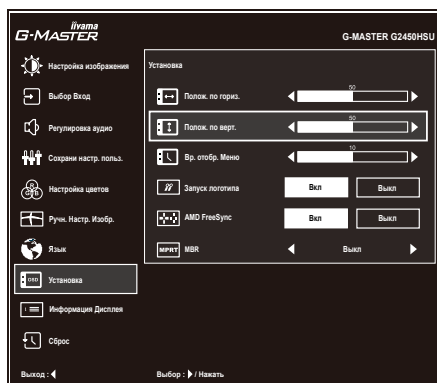 iiyama
G-MASTER
G-MASTER G2450HSU
Настройка изображения
Выбор Вход
Регулировка аудио
Сохрани настр. польз.
Настройка цветов
Ручн. Настр. Изобр.
Язык
OSD Установка
Информация Дисплея
Сброс
Установка
Полож. по гориз.
50
Полож. по верт.
50
Вр. отобр. Меню
10
Запуск логотипа
Вкл
Выкл
AMD FreeSync
Вкл
Выкл
MPRT MBR
Выкл
Выход :
Выбор : / Нажать